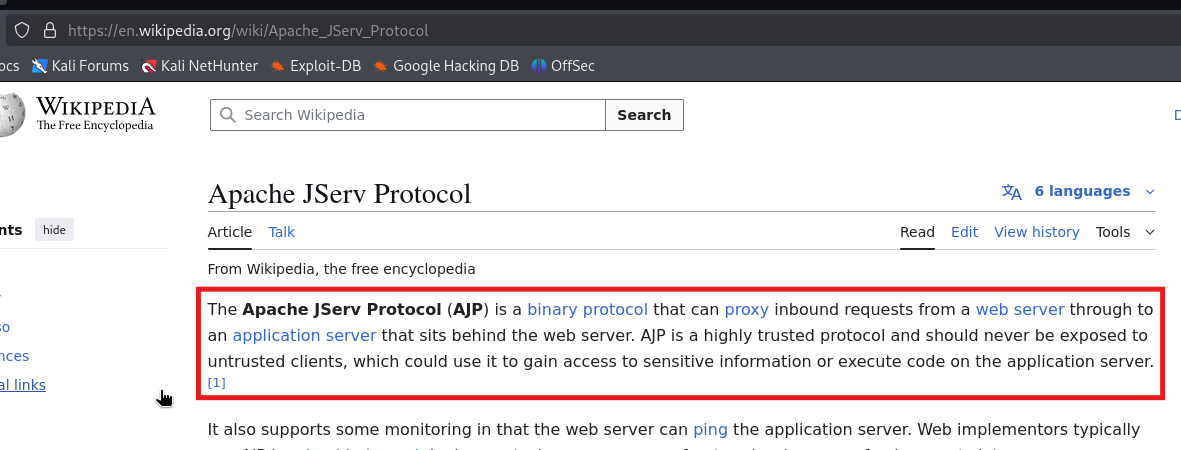 https://en.wikipedia.org/wiki/Apache_JServ_Protocol
ocs Kali Forums Kali NetHunter Exploit-DB Google Hacking DB OffSec
WIKIPEDIA
The Free Encyclopedia
Search Wikipedia Search
Apache JServ Protocol
6 languages
nts hide
Article Talk Read Edit View history Tools
From Wikipedia, the free encyclopedia
The Apache JServ Protocol (AJP) is a binary protocol that can proxy inbound requests from a web server through to
an application server that sits behind the web server. AJP is a highly trusted protocol and should never be exposed to
untrusted clients, which could use it to gain access to sensitive information or execute code on the application server.
[1]
so
nces
al links
It also supports some monitoring in that the web server can ping the application server. Web implementors typically